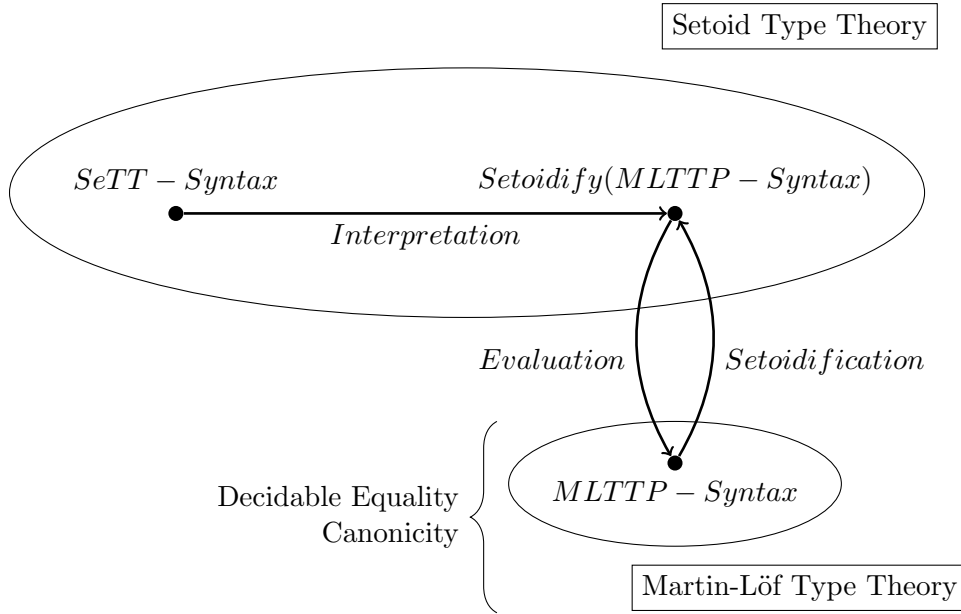 Setoid Type Theory
SeTT − Syntax
Setoidify(MLTTP − Syntax)
Interpretation
Evaluation
Setoidification
MLTTP − Syntax
Decidable Equality
Canonicity
Martin-Löf Type Theory